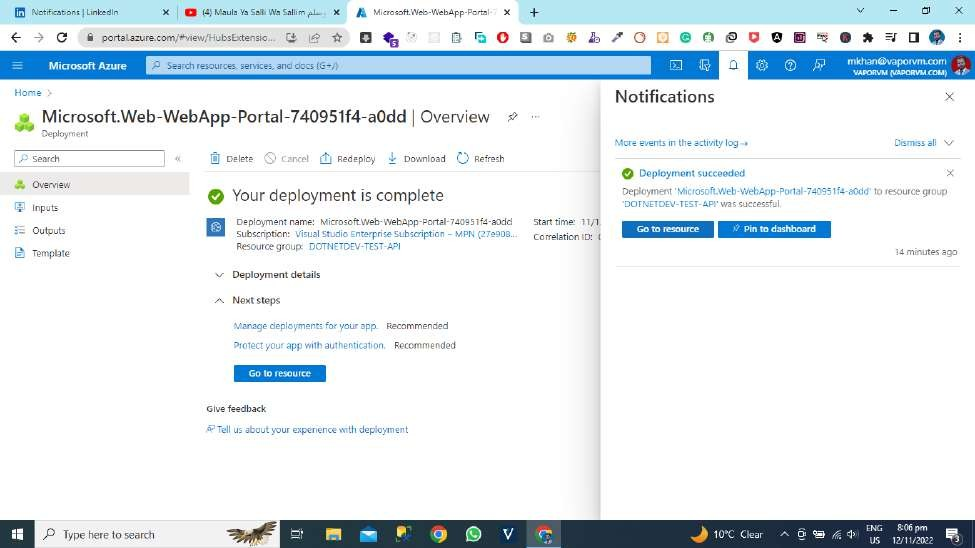 Notifications | LinkedIn
(4) Maula Ya Salli Wa Sallim وسلم
Microsoft.Web-WebApp-Portal-7
portal.azure.com/#view/HubsExtensio...
Microsoft Azure
Search resources, services, and docs (G+/)
mkhan@vaporvm.com
VAPORVM (VAPORVM.COM)
Home
Microsoft.Web-WebApp-Portal-740951f4-a0dd | Overview
Deployment
Search
Delete
Cancel
Redeploy
Download
Refresh
Overview
Inputs
Outputs
Template
Your deployment is complete
Deployment name: Microsoft.Web-WebApp-Portal-740951f4-a0dd
Subscription: Visual Studio Enterprise Subscription – MPN (27e908...
Resource group: DOTNETDEV-TEST-API
Start time: 11/1
Correlation ID:
Deployment details
Next steps
Manage deployments for your app. Recommended
Protect your app with authentication. Recommended
Go to resource
Give feedback
Tell us about your experience with deployment
Notifications
More events in the activity log →
Dismiss all
Deployment succeeded
Deployment 'Microsoft.Web-WebApp-Portal-740951f4-a0dd' to resource group
'DOTNETDEV-TEST-API' was successful.
Go to resource
Pin to dashboard
14 minutes ago
Type here to search
10°C Clear
ENG
US
8:06 pm
12/11/2022
3